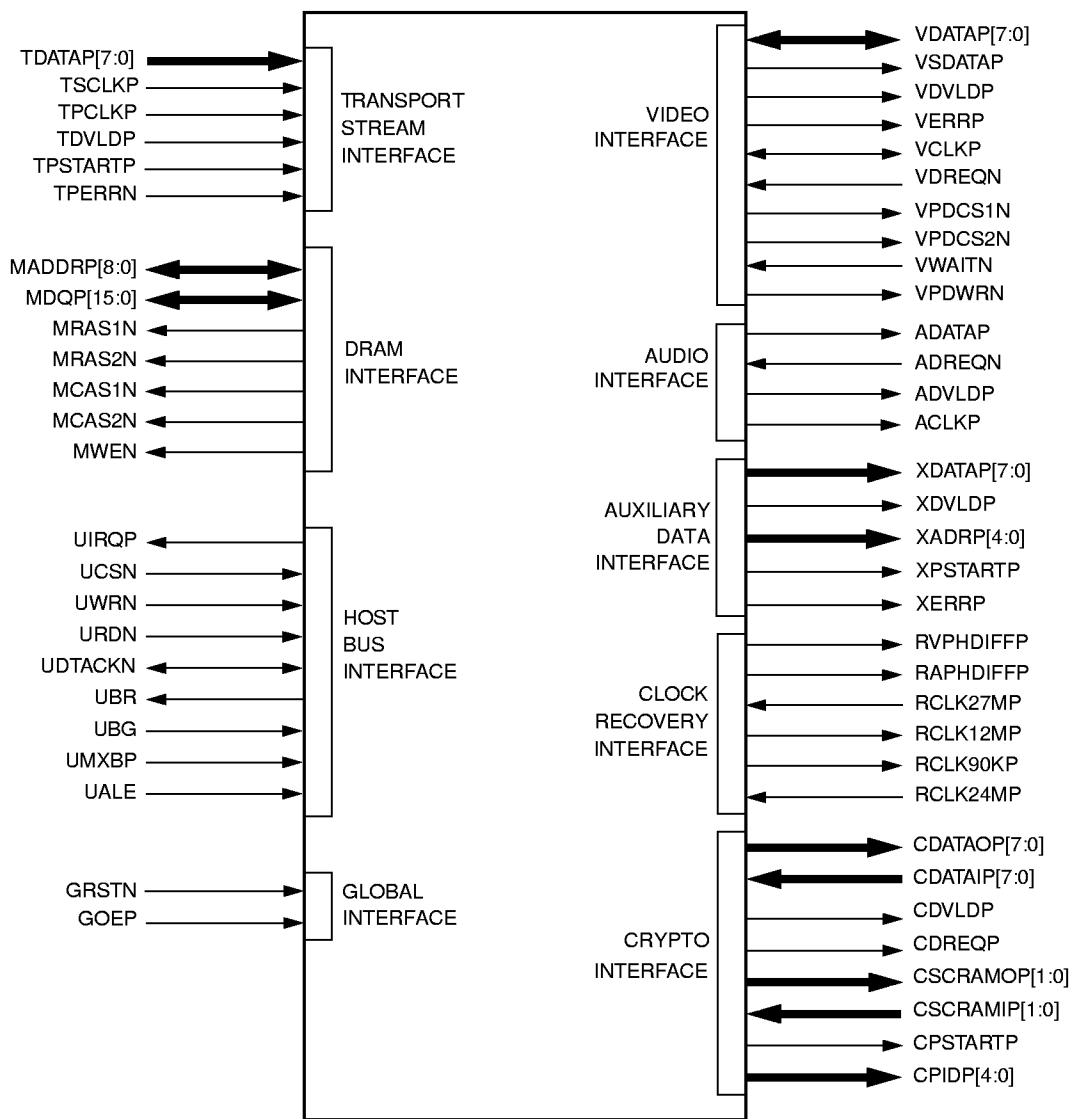 TDATAP[7:0]
TSCLKP
TPCLKP
TDVLDP
TPSTARTP
TPERRN
TRANSPORT
STREAM
INTERFACE
MADDRP[8:0]
MDQP[15:0]
MRAS1N
MRAS2N
MCAS1N
MCAS2N
MWEN
DRAM
INTERFACE
UIRQP
UCSN
UWRN
URDN
UDTACKN
UBR
UBG
UMXBP
UALE
HOST
BUS
INTERFACE
GRSTN
GOEP
GLOBAL
INTERFACE
VIDEO
INTERFACE
VDATAP[7:0]
VSDATAP
VDVLDP
VERRP
VCLKP
VDREQN
VPDCS1N
VPDCS2N
VWAITN
VPDWRN
AUDIO
INTERFACE
ADATAP
ADREQN
ADVLDP
ACLKP
AUXILIARY
DATA
INTERFACE
XDATAP[7:0]
XDVLDP
XADRP[4:0]
XPSTARTP
XERRP
CLOCK
RECOVERY
INTERFACE
RVPHDIFFP
RAPHDIFFP
RCLK27MP
RCLK12MP
RCLK90KP
RCLK24MP
CRYPTO
INTERFACE
CDATAOP[7:0]
CDATAIP[7:0]
CDVLDP
CDREQP
CSCRAMOP[1:0]
CSCRAMIP[1:0]
CPSTARTP
CPIDP[4:0]